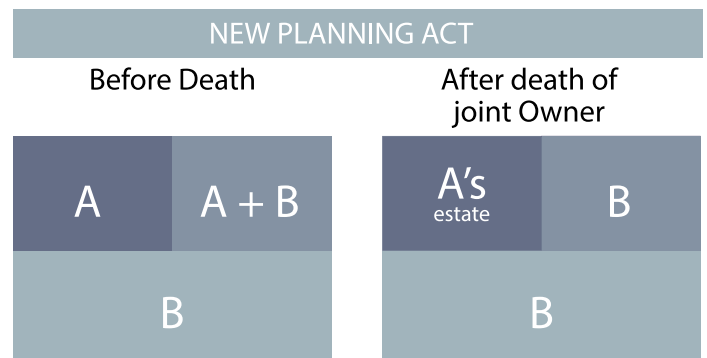 NEW PLANNING ACT
Before Death
After death of
joint Owner
A
A + B
B
A's
estate
B
B